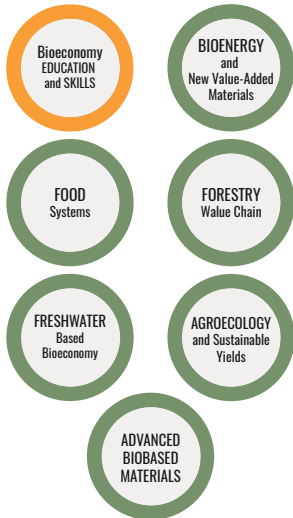 Bioeconomy
EDUCATION
and SKILLS
BIOENERGY
and
New Value-Added
Materials
FOOD
Systems
FORESTRY
Walue Chain
FRESHWATER
Based
Bioeconomy
AGROECOLOGY
and Sustainable
Yields
ADVANCED
BIOBASED
MATERIALS